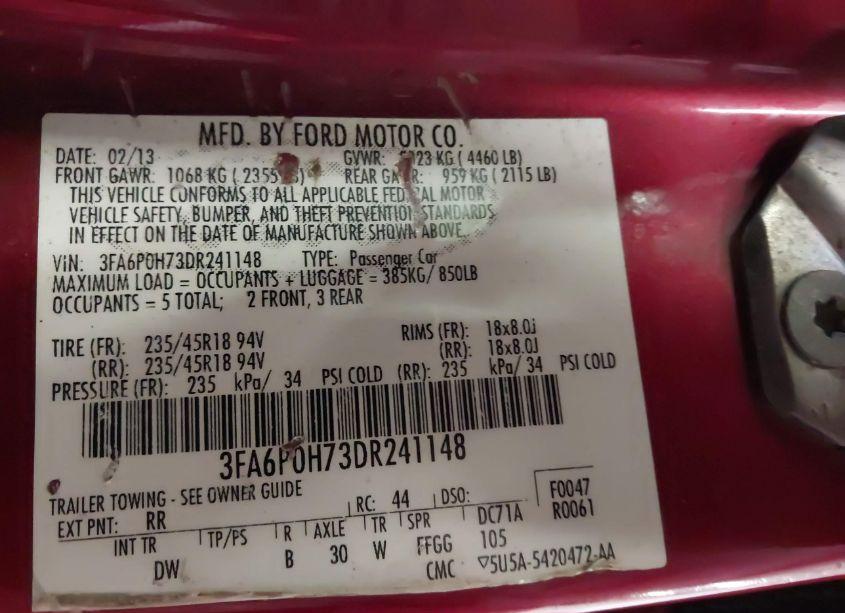 MFD. BY FORD MOTOR CO.
DATE: 02/13 GVWR: KG ( 4460 LB)
FRONT GAWR: 1068 KG ( 2355 REAR 959 KG ( 2115 LB)
THIS VEHICLE CONFORMS TO ALL APPLICABLE FEDERAL MOTOR
VEHICLE SAFETY, BUMPER, AND THEFT PREVENTION STANDARDS
IN EFFECT ON THE DATE OF MANUFACTURE SHOWN ABOVE.
VIN: 3FA6P0H73DR241148 TYPE: Passenger Car
MAXIMUM LOAD = OCCUPANTS + LUGGAGE = 385KG/ 850LB
OCCUPANTS = 5 TOTAL; 2 FRONT, 3 REAR
TIRE (FR): 235/45R18 94V RIMS (FR): 18x8.0J
(RR): 235/45R18 94V (RR): 18x8.0J
PRESSURE (FR): 235 kPa/ 34 PSI COLD (RR): 235 kPa/ 34 PSI COLD
3FA6P0H73DR241148
TRAILER TOWING - SEE OWNER GUIDE
EXT PNT: RR RC: 44 DSO: F0047
INT TR TP/PS R AXLE TR SPR DC71A R0061
DW B 30 W FFGG 105
CMC ▽5U5A-5420472-AA